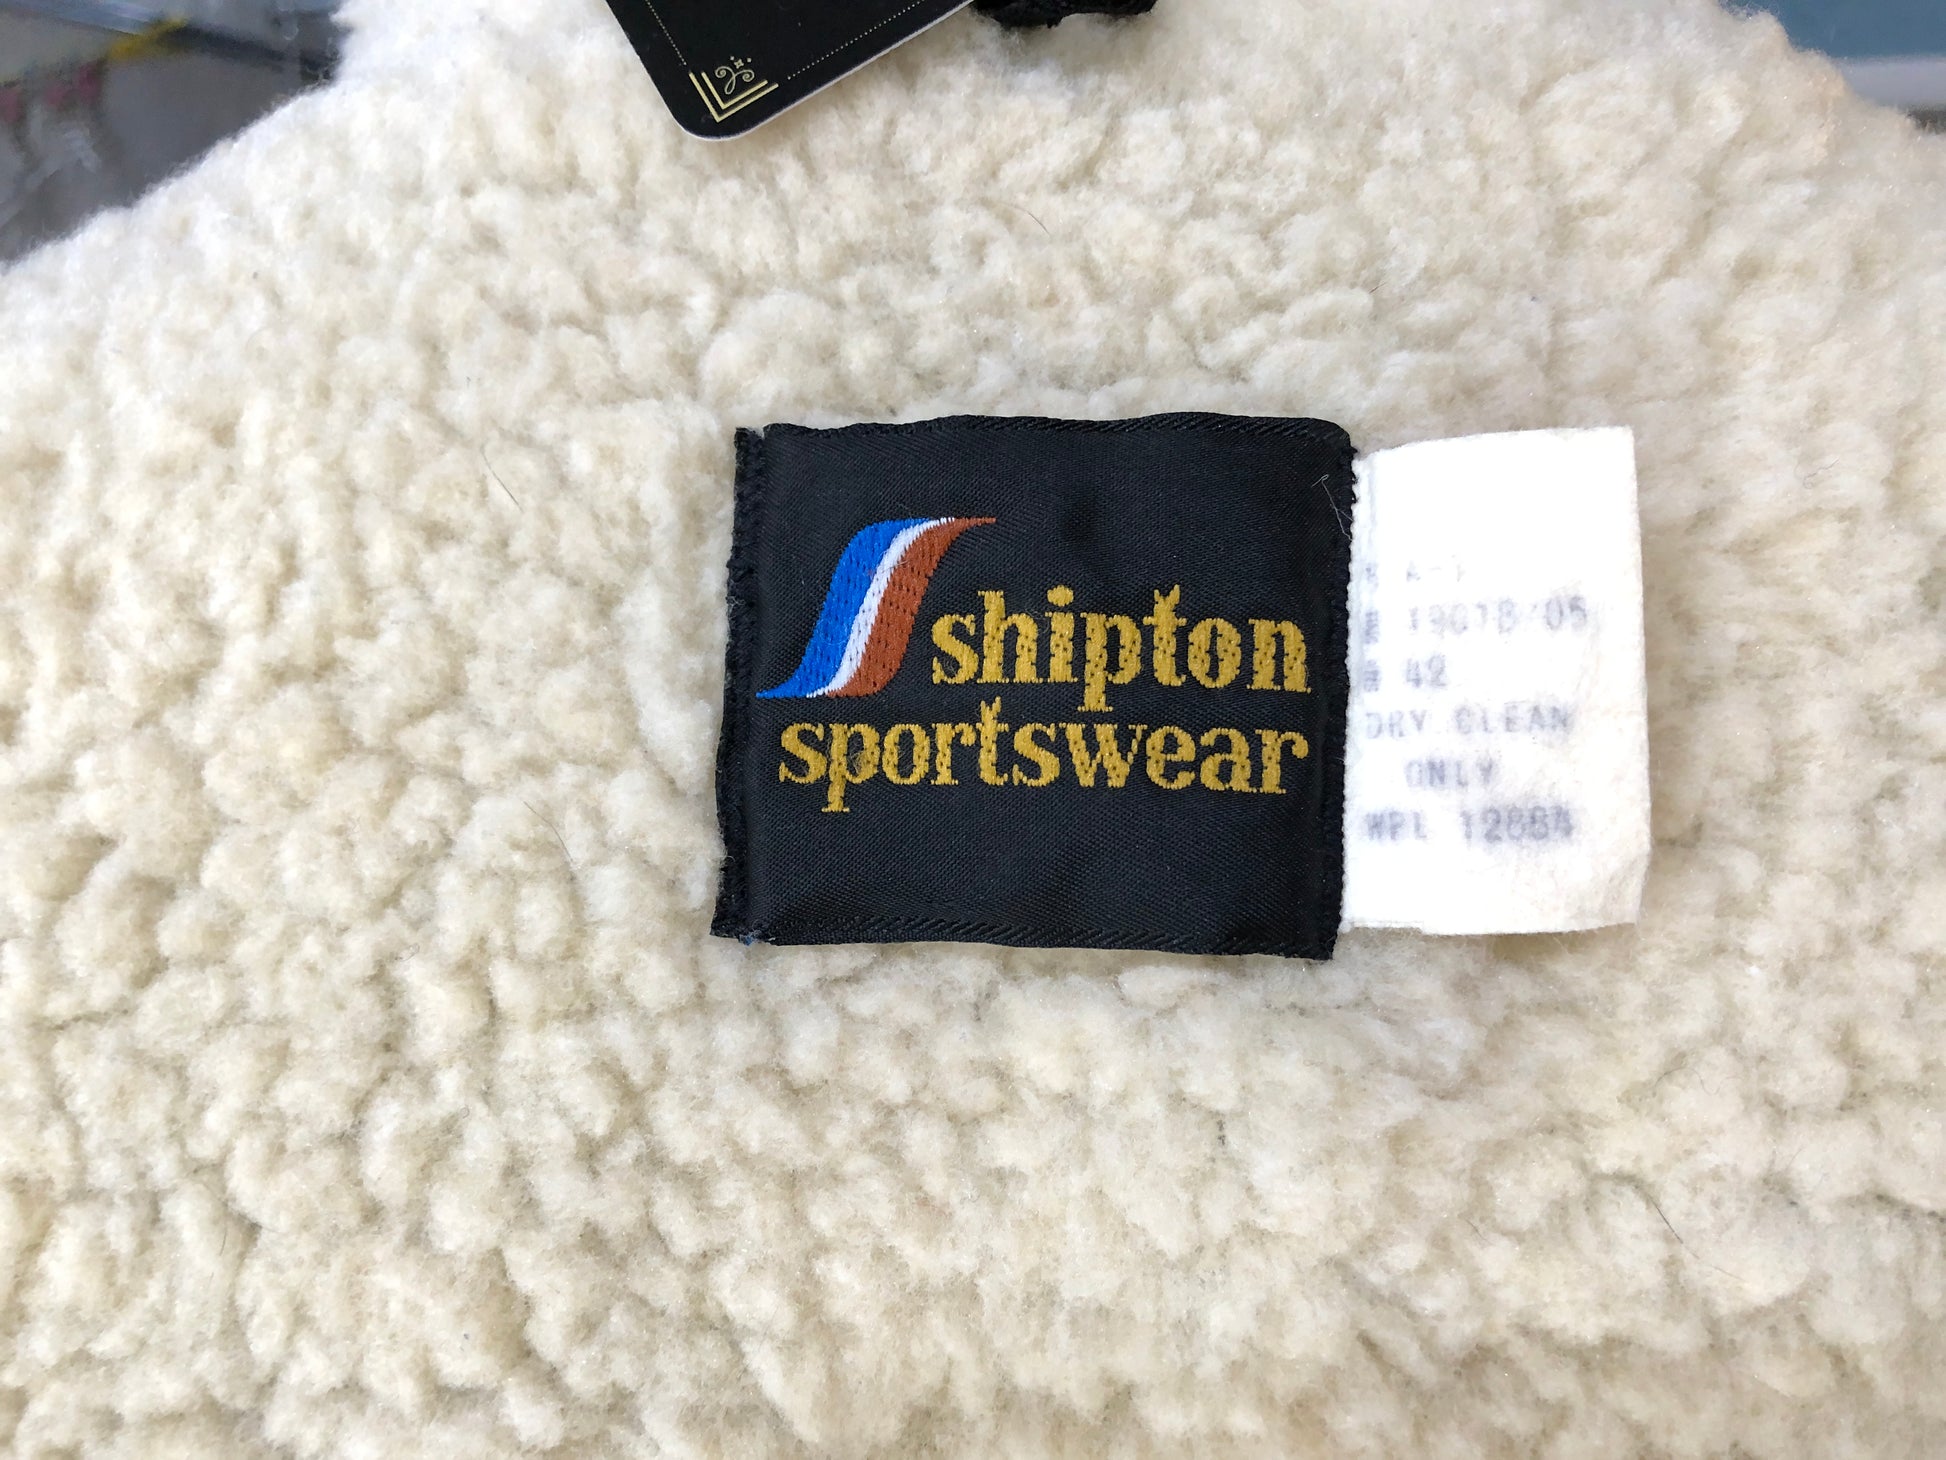 shipton
sportswear
42
DRY CLEAN
ONLY
WPL 12884